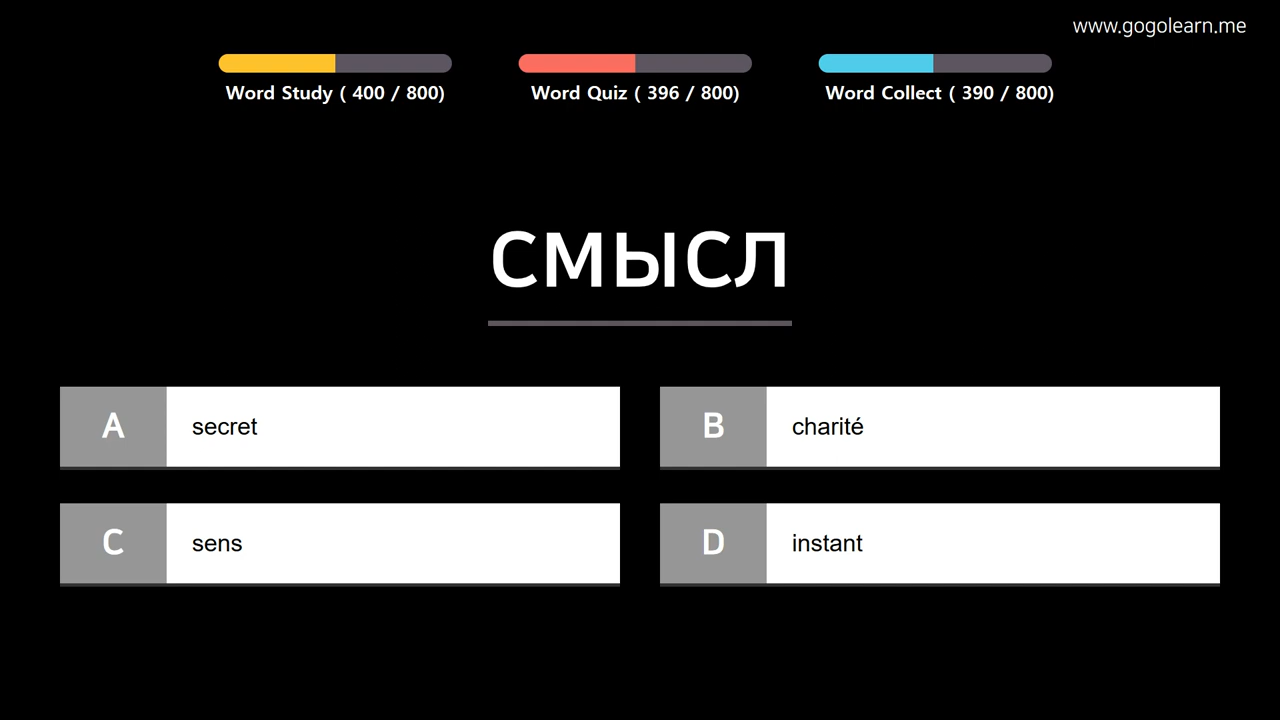 www.gogolearn.me
Word Study ( 400 / 800)
Word Quiz ( 396 / 800)
Word Collect ( 390 / 800)
смысл
A secret
B charité
C sens
D instant